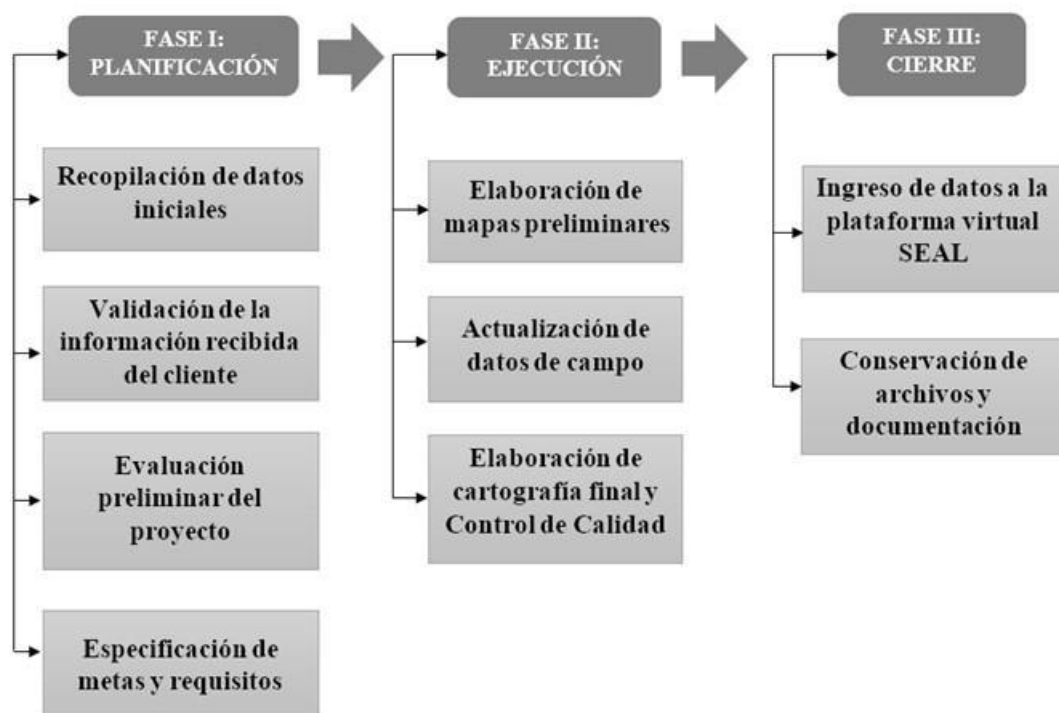 FASE I:
PLANIFICACIÓN
Recopilación de datos
iniciales
Validación de la
información recibida
del cliente
Evaluación
preliminar del
proyecto
Especificación de
metas y requisitos
FASE II:
EJECUCIÓN
Elaboración de
mapas preliminares
Actualización de
datos de campo
Elaboración de
cartografía final y
Control de Calidad
FASE III:
CIERRE
Ingreso de datos a la
plataforma virtual
SEAL
Conservación de
archivos y
documentación